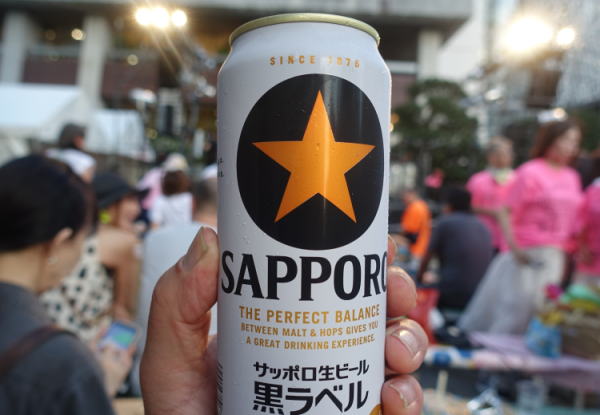 SINCE 1876
SAPPORO
THE PERFECT BALANCE
BETWEEN MALT & HOPS GIVES YOU
A GREAT DRINKING EXPERIENCE.
サッポロ生ビール
黒ラベル